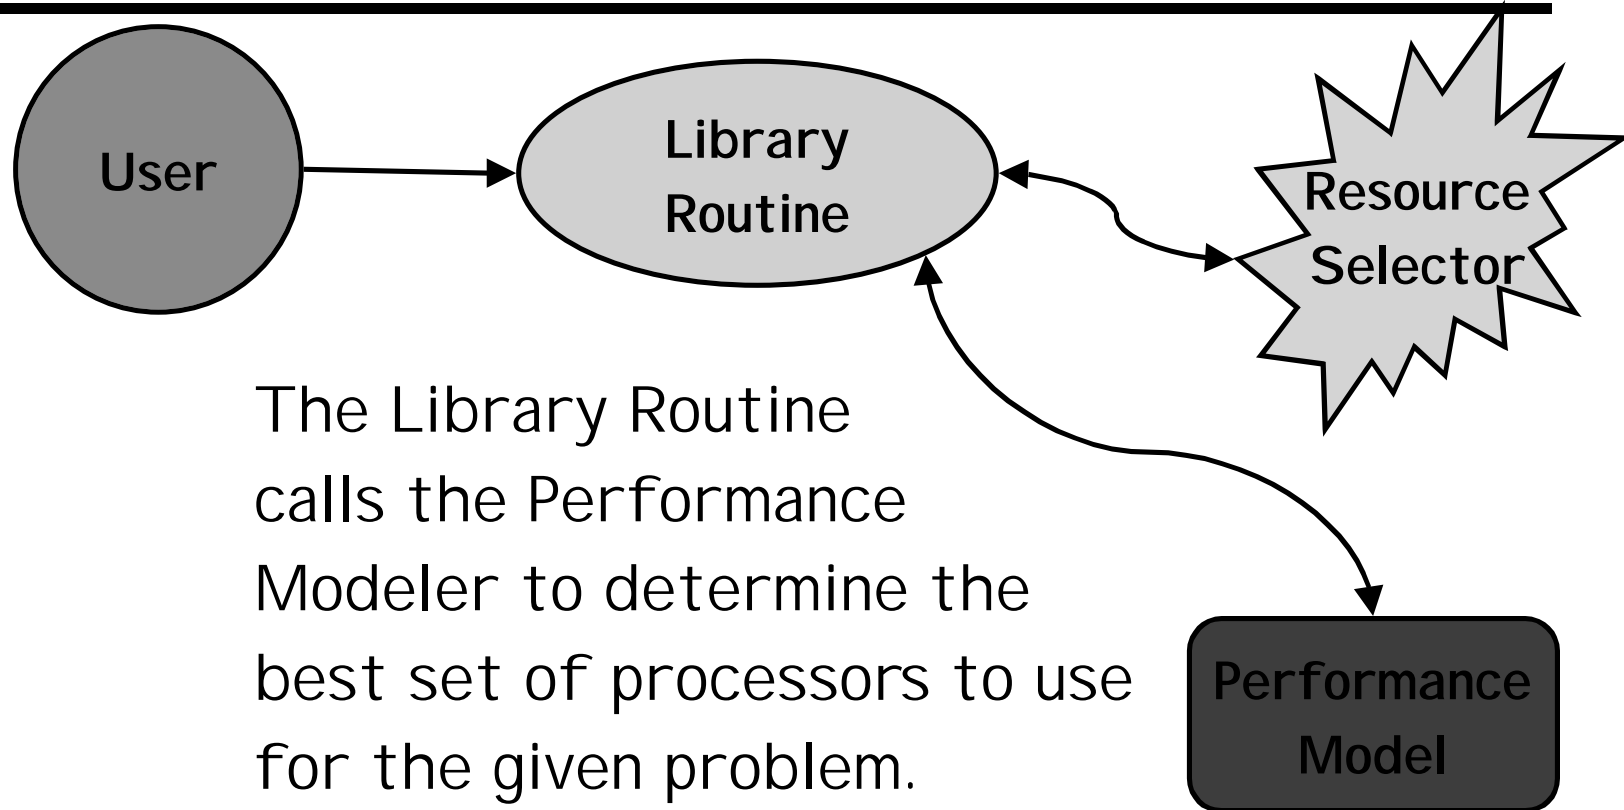 User
Library
Routine
Resource
Selector
The Library Routine
calls the Performance
Modeler to determine the
best set of processors to use
for the given problem.
Performance
Model